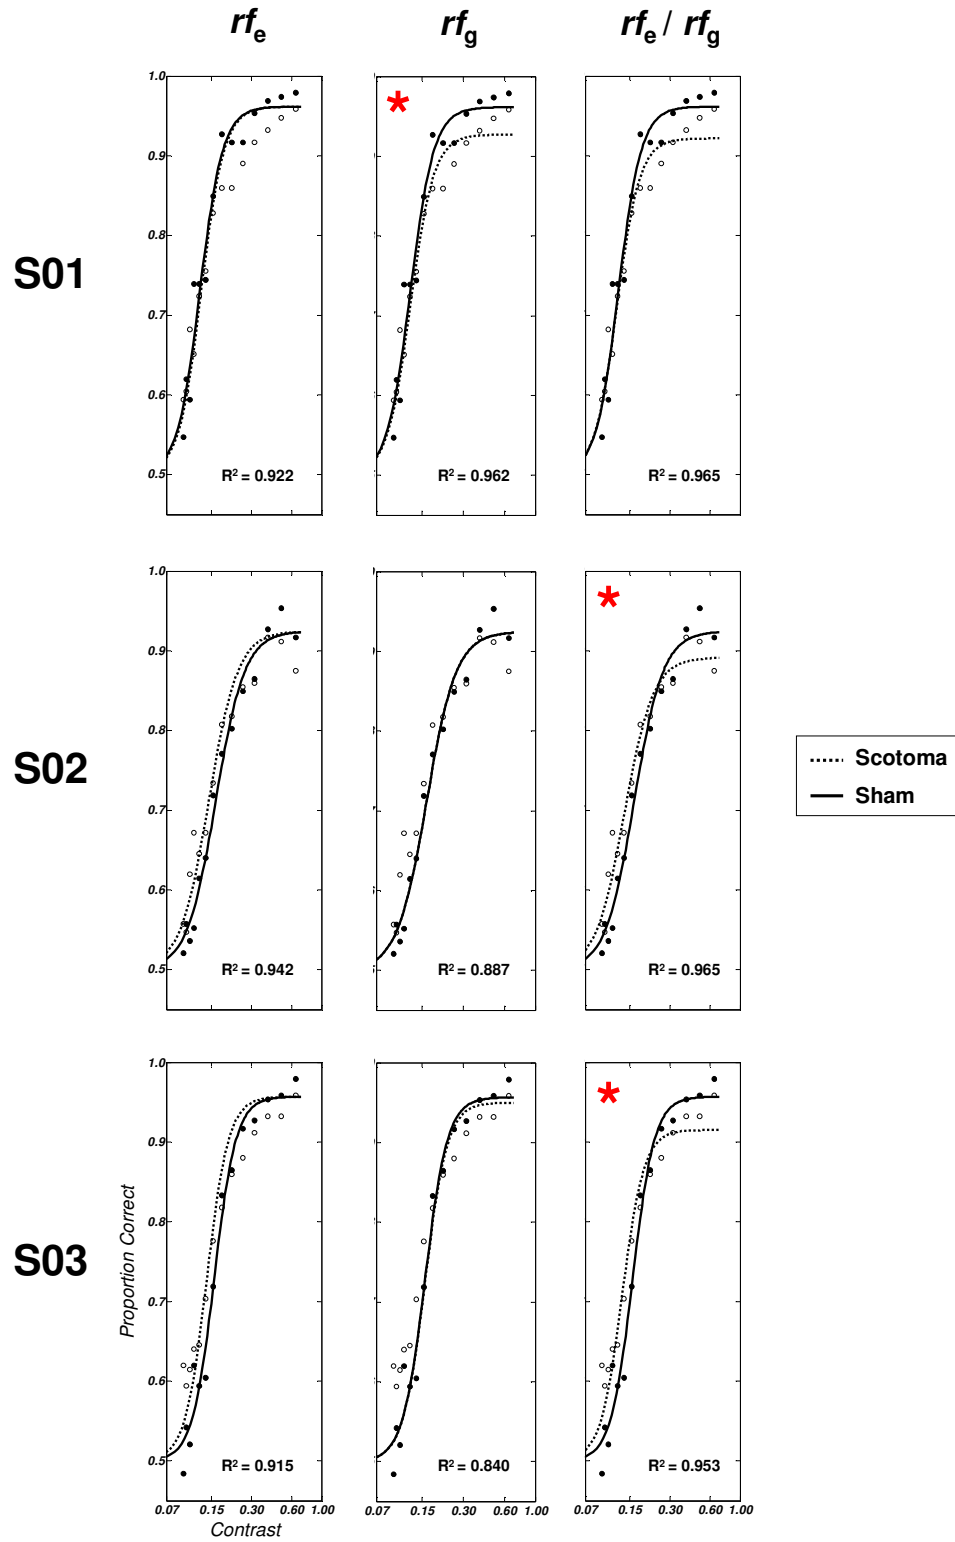 rfe rfg rfe / rfg
S01
1.0
*
0.9
0.8
0.7
0.6
0.5
R² = 0.922 R² = 0.962 R² = 0.965
S02
1.0
*
0.9
0.8
0.7
0.6
0.5
R² = 0.942 R² = 0.887 R² = 0.965
Scotoma
Sham
S03
Proportion Correct
1.0
*
0.9
0.8
0.7
0.6
0.5
R² = 0.915 R² = 0.840 R² = 0.953
0.07 0.15 0.30 0.60 1.00 0.07 0.15 0.30 0.60 1.00 0.07 0.15 0.30 0.60 1.00
Contrast